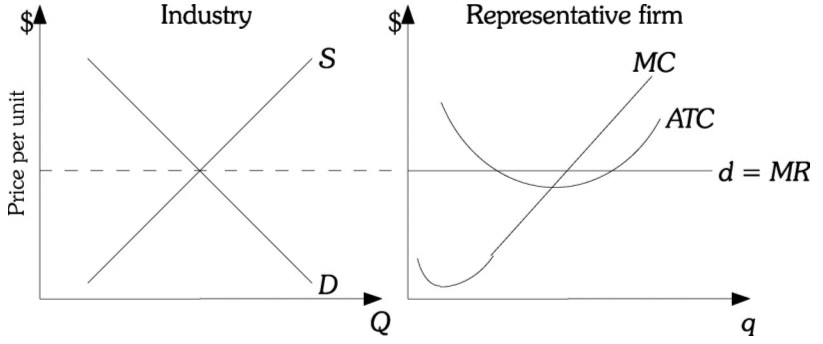 $
Industry
S
Price per unit
D
Q
$
Representative firm
MC
ATC
d = MR
q